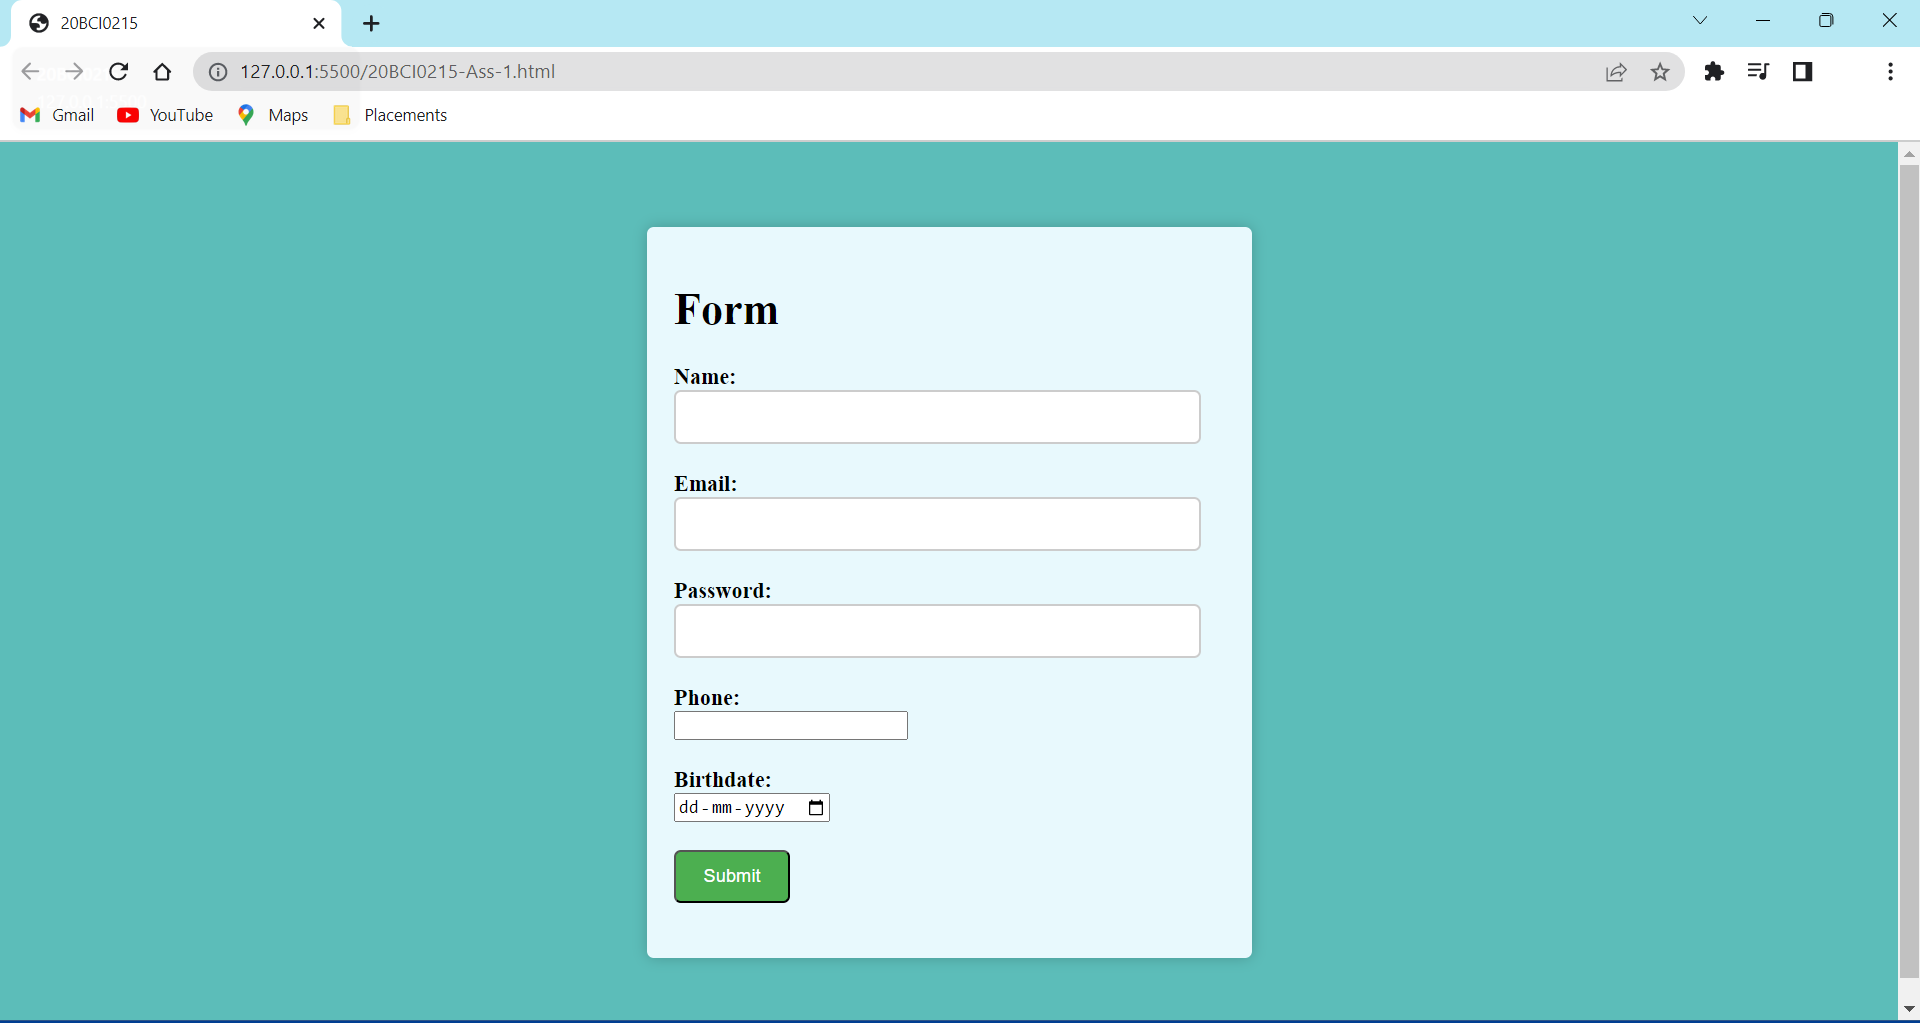 20BCI0215
127.0.0.1:5500/20BCI0215-Ass-1.html
Gmail YouTube Maps Placements
Form
Name:
Email:
Password:
Phone:
Birthdate:
dd-mm-yyyy
Submit